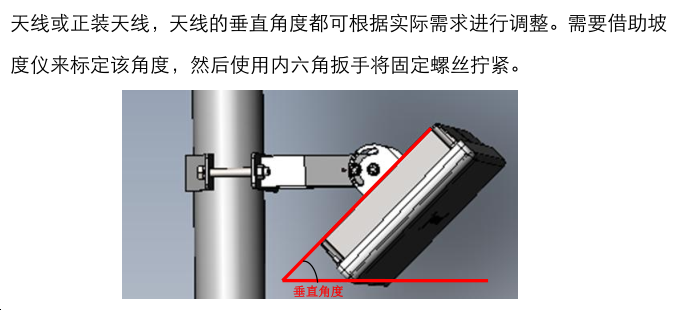 天线或正装天线，天线的垂直角度都可根据实际需求进行调整。需要借助坡
度仪来标定该角度，然后使用内六角扳手将固定螺丝拧紧。
垂直角度